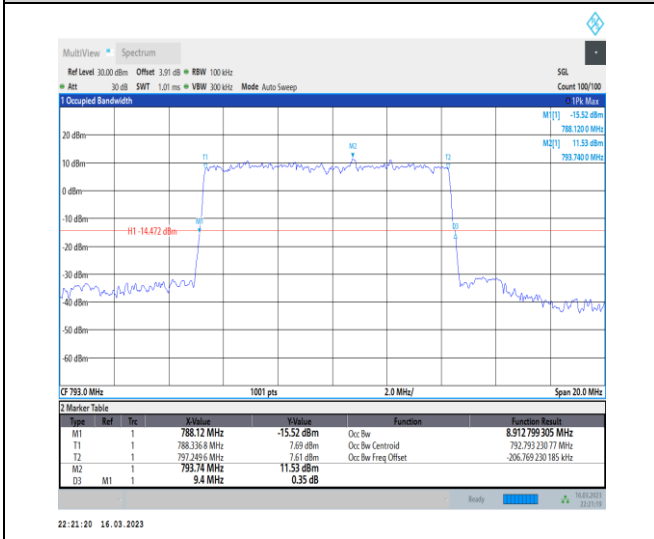 MultiView Spectrum
Ref Level 30.00 dBm Offset 3.91 dB RBW 100 kHz SGL
Att 30 dB SWT 1.01 ms VBW 300 kHz Mode Auto Sweep Count 100/100
1 Occupied Bandwidth 1Pk Max
M1[1] -15.52 dBm
788.120 0 MHz
M2[1] 11.53 dBm
793.740 0 MHz
20 dBm
M2
T1 T2
10 dBm
0 dBm
-10 dBm
M1
H1 -14.472 dBm
D3
-20 dBm
-30 dBm
-40 dBm
-50 dBm
-60 dBm
CF 793.0 MHz 1001 pts 2.0 MHz/ Span 20.0 MHz
2 Marker Table
Type Ref Trc X-Value Y-Value Function Function Result
M1 1 788.12 MHz -15.52 dBm Occ Bw 8.912 799 305 MHz
T1 1 788.336 8 MHz 7.69 dBm Occ Bw Centroid 792.793 230 77 MHz
T2 1 797.249 6 MHz 7.61 dBm Occ Bw Freq Offset -206.769 230 185 kHz
M2 1 793.74 MHz 11.53 dBm
D3 M1 1 9.4 MHz 0.35 dB
Ready 16.03.2023
22:21:19
22:21:20 16.03.2023